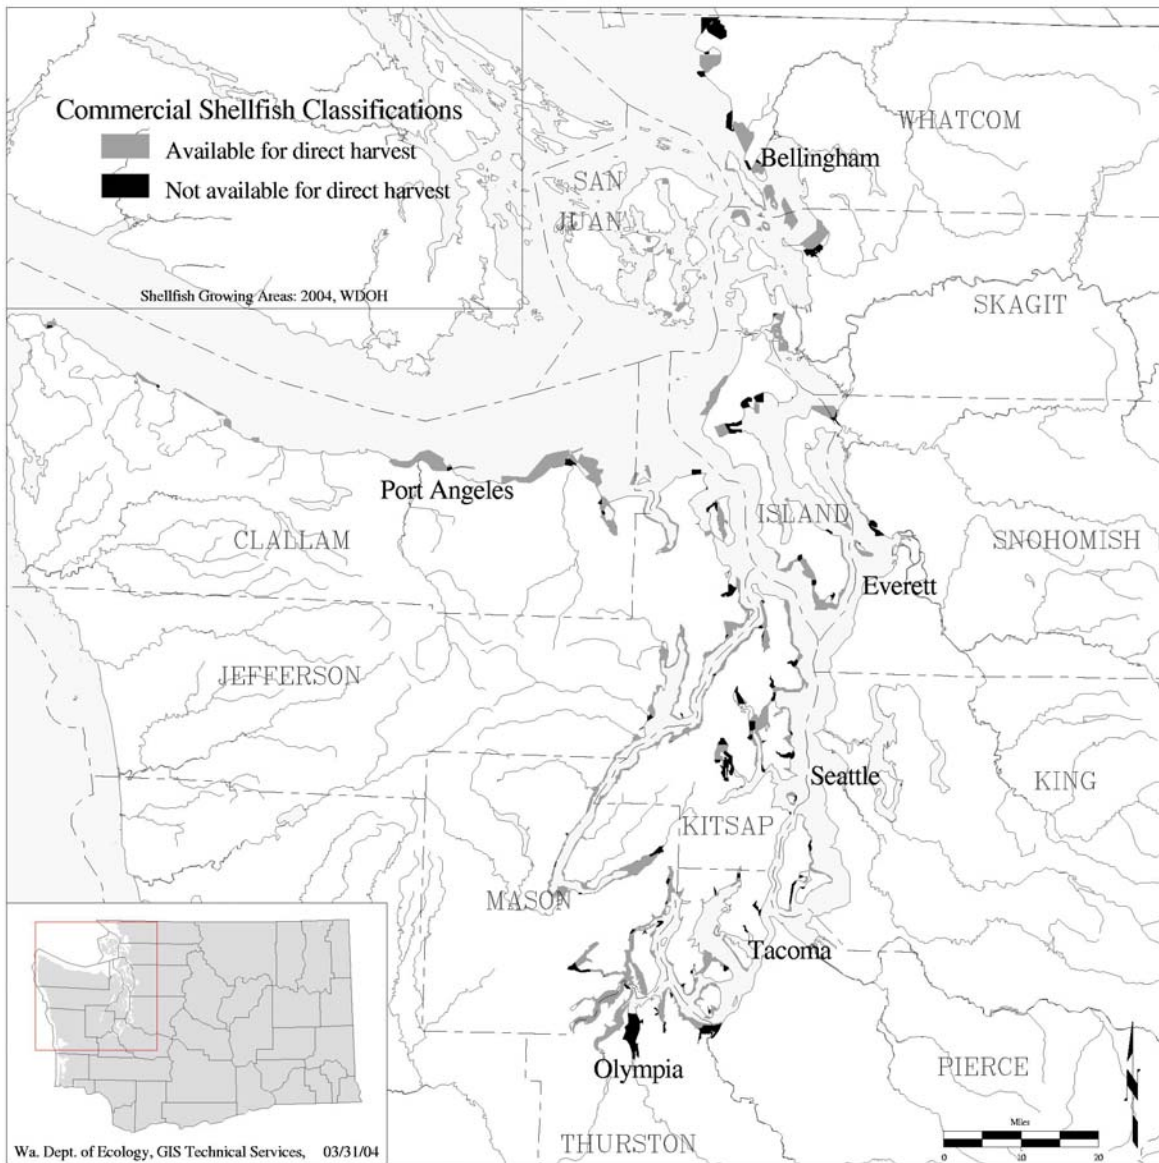 Commercial Shellfish Classifications
Available for direct harvest
Not available for direct harvest
Shellfish Growing Areas: 2004, WDOH
WHATCOM
Bellingham
SAN
JUAN
SKAGIT
Port Angeles
CLALLAM
ISLAND
SNOHOMISH
Everett
JEFFERSON
Seattle
KING
KITSAP
MASON
Tacoma
Olympia
PIERCE
THURSTON
Miles
0 10 20
Wa. Dept. of Ecology, GIS Technical Services, 03/31/04